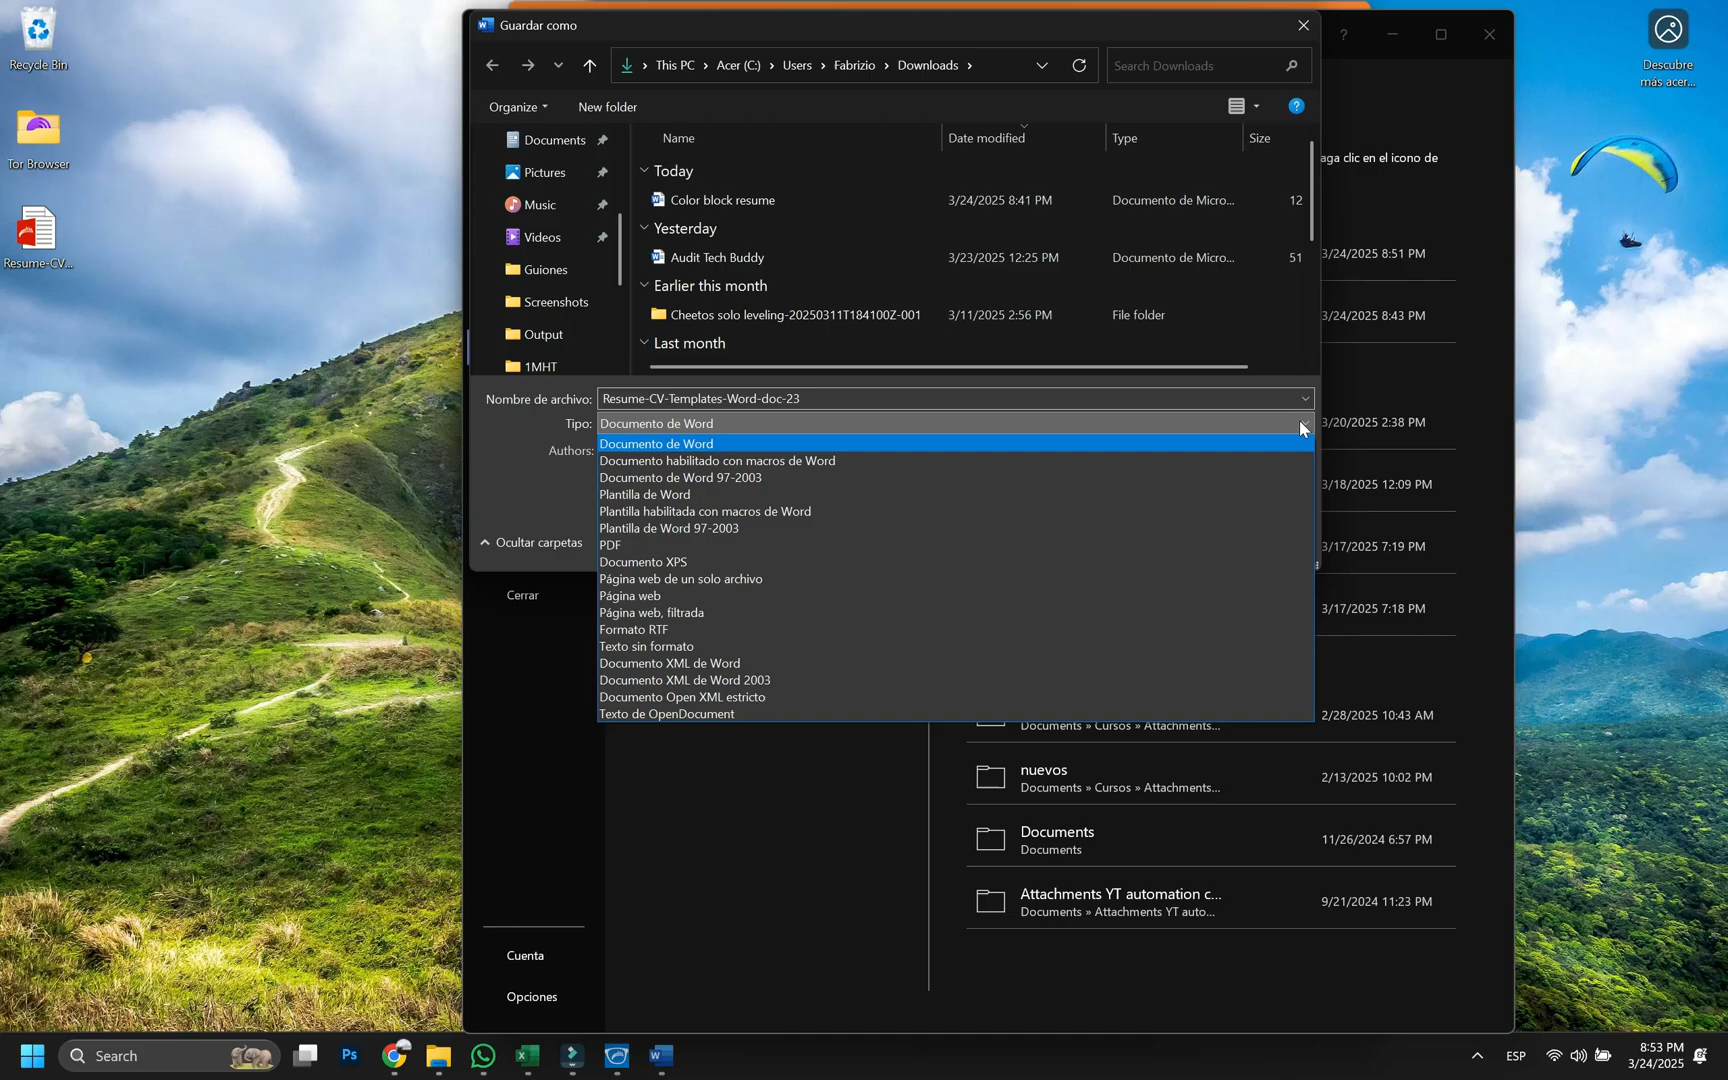 Recycle Bin
Tor Browser
Resume-CV...
Descubre
más acer...
Guardar como
?
This PC > Acer (C:) > Users > Fabrizio > Downloads >
Search Downloads
Organize
New folder
?
Documents
Pictures
Music
Videos
Guiones
Screenshots
Output
1MHT
Name Date modified Type Size
Today
Color block resume 3/24/2025 8:41 PM Documento de Micro... 12
Yesterday
Audit Tech Buddy 3/23/2025 12:25 PM Documento de Micro... 51
Earlier this month
Cheetos solo leveling-20250311T184100Z-001 3/11/2025 2:56 PM File folder
Last month
Nombre de archivo: Resume-CV-Templates-Word-doc-23
Tipo: Documento de Word
Authors:
Documento de Word
Documento habilitado con macros de Word
Documento de Word 97-2003
Plantilla de Word
Plantilla habilitada con macros de Word
Plantilla de Word 97-2003
PDF
Documento XPS
Página web de un solo archivo
Página web
Página web, filtrada
Formato RTF
Texto sin formato
Documento XML de Word
Documento XML de Word 2003
Documento Open XML estricto
Texto de OpenDocument
Ocultar carpetas
Cerrar
Cuenta
Opciones
aga clic en el icono de
3/24/2025 8:51 PM
3/24/2025 8:43 PM
3/20/2025 2:38 PM
3/18/2025 12:09 PM
3/17/2025 7:19 PM
3/17/2025 7:18 PM
2/28/2025 10:43 AM
Documents » Cursos » Attachments...
nuevos 2/13/2025 10:02 PM
Documents » Cursos » Attachments...
Documents 11/26/2024 6:57 PM
Documents
Attachments YT automation c... 9/21/2024 11:23 PM
Documents » Attachments YT auto...
Search
Ps
ESP
8:53 PM
3/24/2025